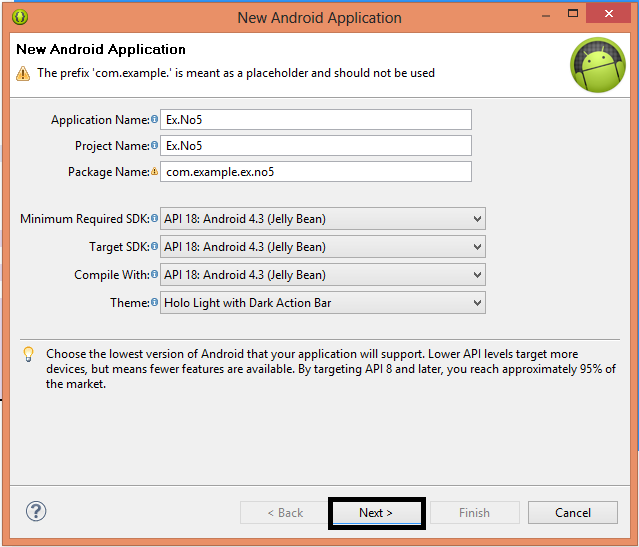 New Android Application
New Android Application
The prefix 'com.example.' is meant as a placeholder and should not be used
Application Name: Ex.No5
Project Name: Ex.No5
Package Name: com.example.ex.no5
Minimum Required SDK: API 18: Android 4.3 (Jelly Bean)
Target SDK: API 18: Android 4.3 (Jelly Bean)
Compile With: API 18: Android 4.3 (Jelly Bean)
Theme: Holo Light with Dark Action Bar
Choose the lowest version of Android that your application will support. Lower API levels target more
devices, but means fewer features are available. By targeting API 8 and later, you reach approximately 95% of
the market.
< Back Next > Finish Cancel